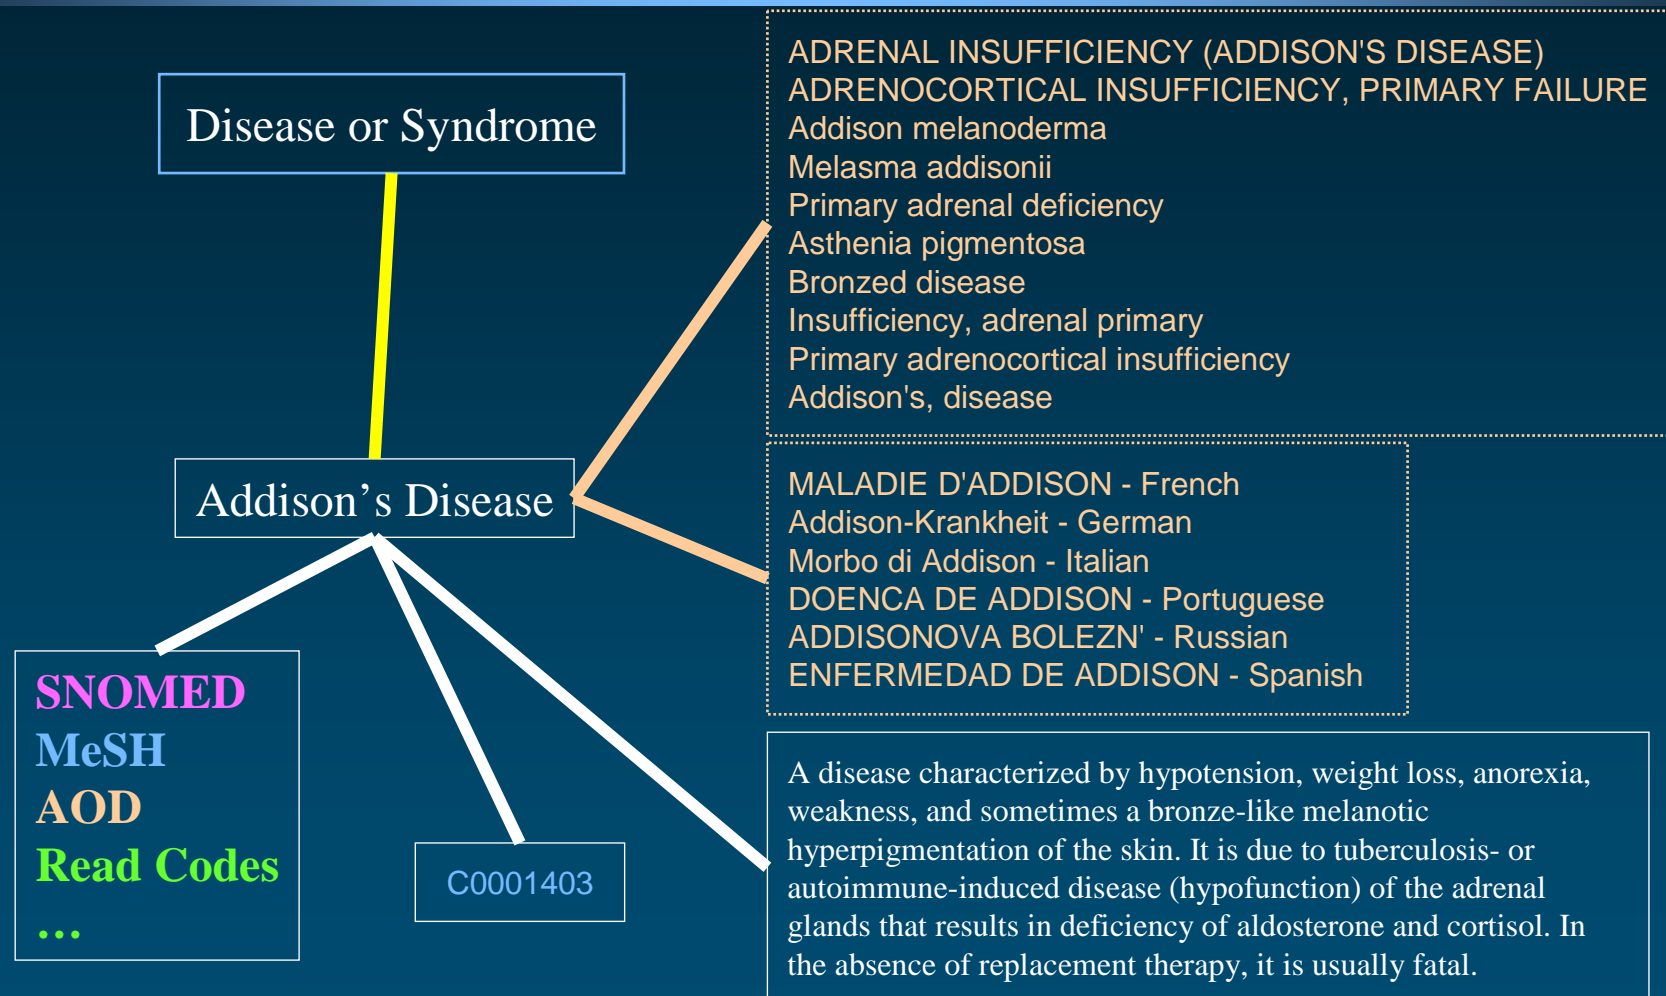 Disease or Syndrome
ADRENAL INSUFFICIENCY (ADDISON'S DISEASE)
ADRENOCORTICAL INSUFFICIENCY, PRIMARY FAILURE
Addison melanoderma
Melasma addisonii
Primary adrenal deficiency
Asthenia pigmentosa
Bronzed disease
Insufficiency, adrenal primary
Primary adrenocortical insufficiency
Addison's, disease
Addison’s Disease
MALADIE D'ADDISON - French
Addison-Krankheit - German
Morbo di Addison - Italian
DOENCA DE ADDISON - Portuguese
ADDISONOVA BOLEZN' - Russian
ENFERMEDAD DE ADDISON - Spanish
SNOMED
MeSH
AOD
Read Codes
…
C0001403
A disease characterized by hypotension, weight loss, anorexia,
weakness, and sometimes a bronze-like melanotic
hyperpigmentation of the skin. It is due to tuberculosis- or
autoimmune-induced disease (hypofunction) of the adrenal
glands that results in deficiency of aldosterone and cortisol. In
the absence of replacement therapy, it is usually fatal.